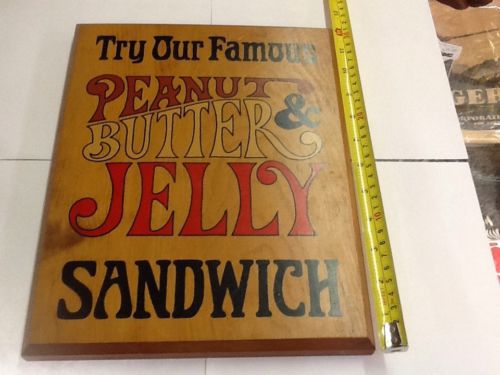 Try Our Famous
PEANUT
BUTTER &
JELLY
SANDWICH